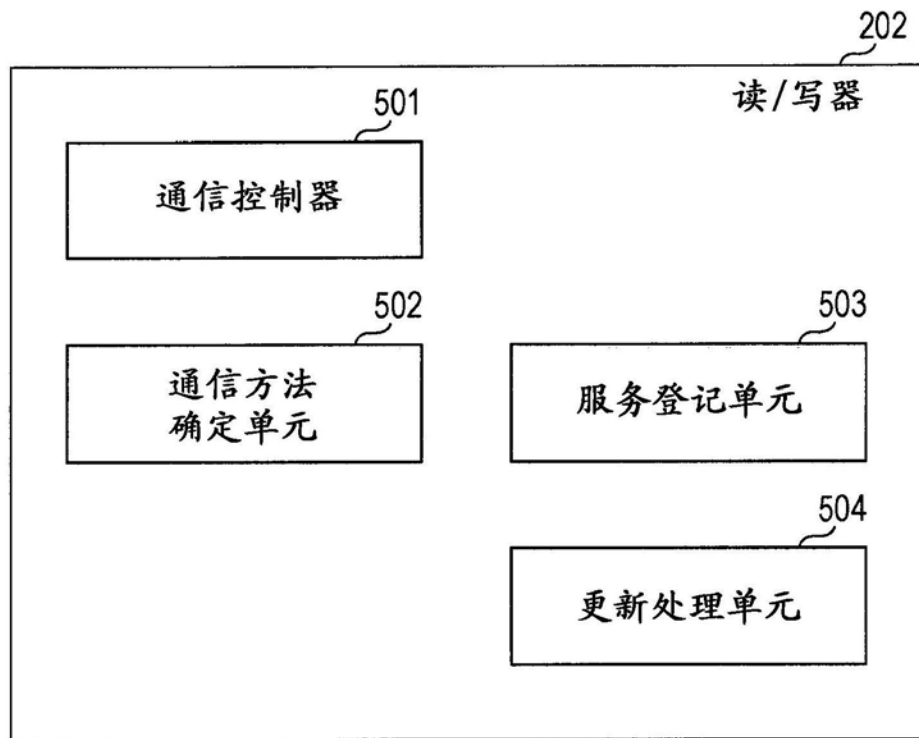 202
读/写器
501
通信控制器
502
通信方法
确定单元
503
服务登记单元
504
更新处理单元